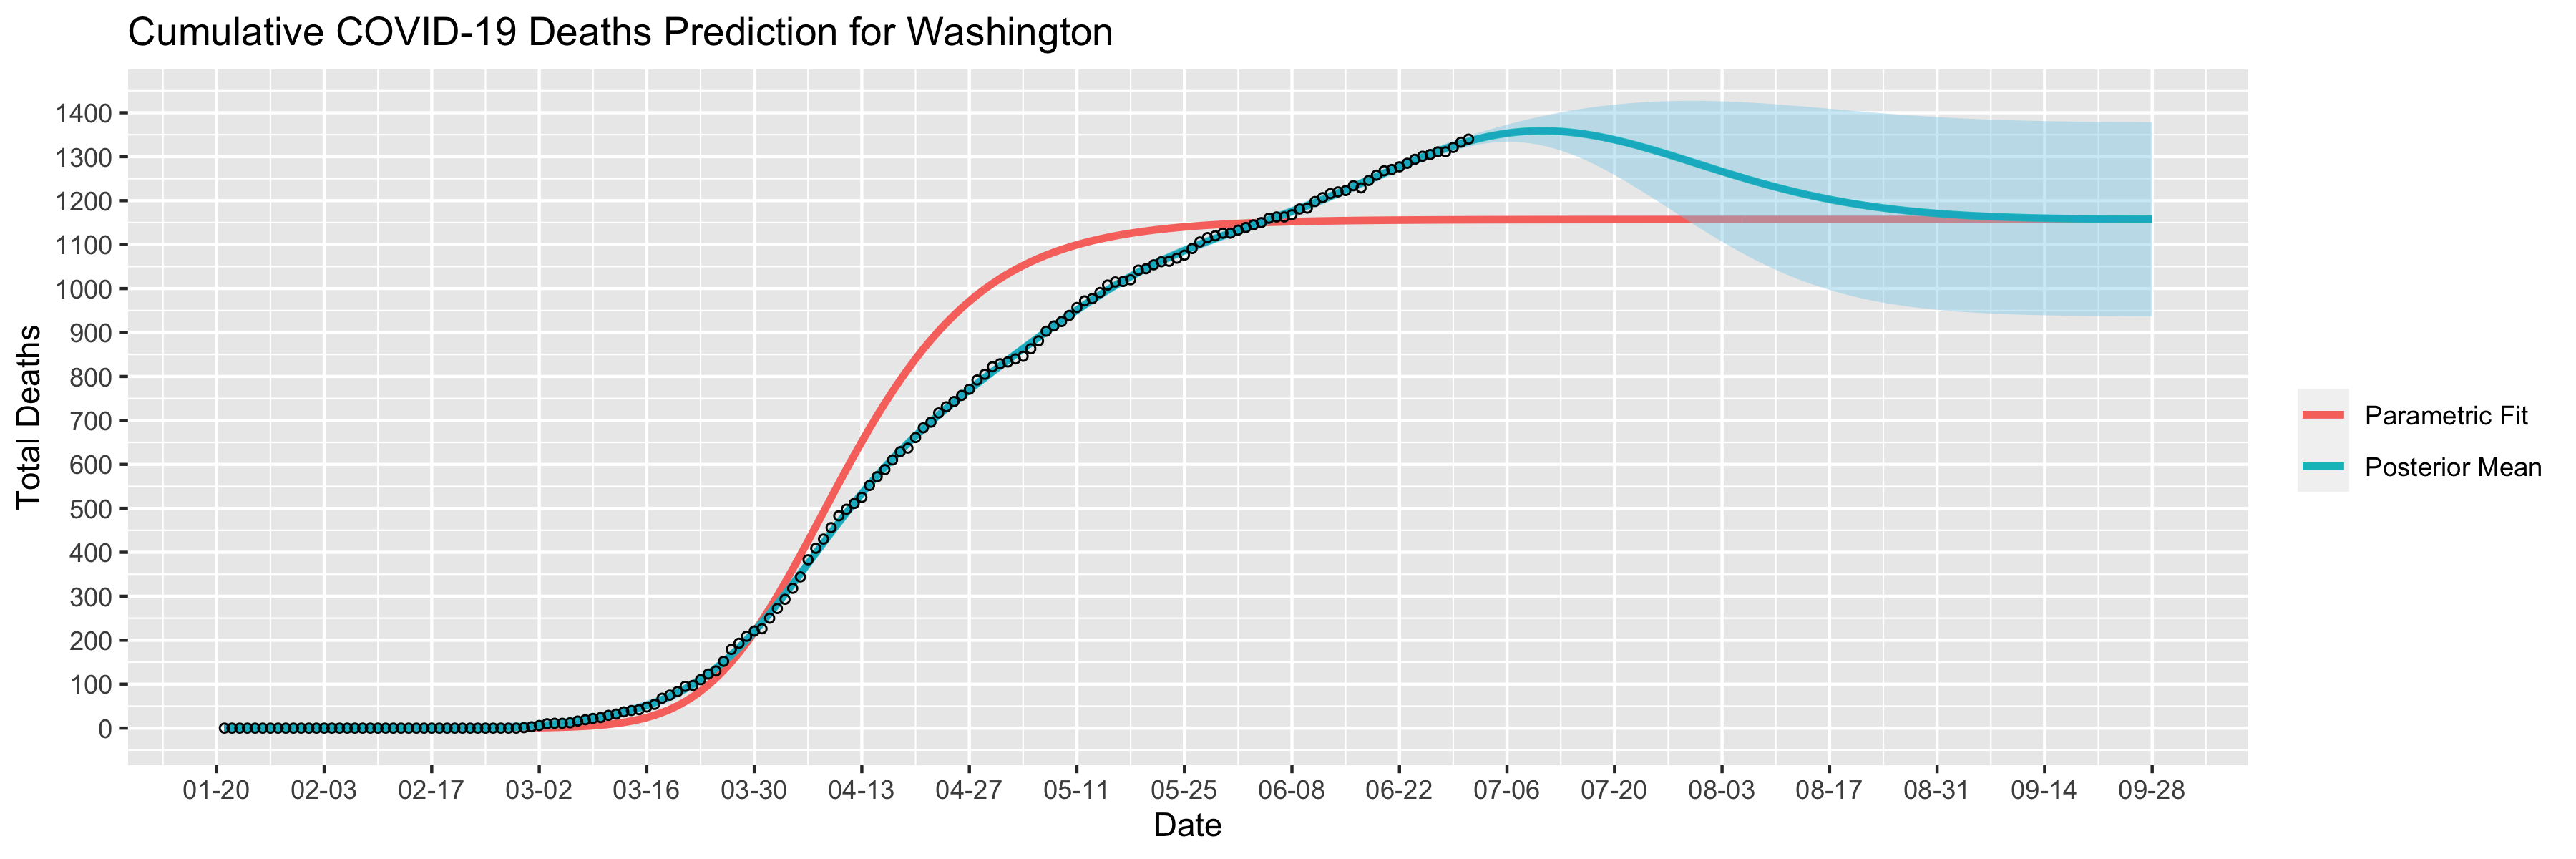 Cumulative COVID-19 Deaths Prediction for Washington
Total Deaths
1400
1300
1200
1100
1000
900
800
700
600
500
400
300
200
100
0
01-20 02-03 02-17 03-02 03-16 03-30 04-13 04-27 05-11 05-25 06-08 06-22 07-06 07-20 08-03 08-17 08-31 09-14 09-28
Date
Parametric Fit
Posterior Mean